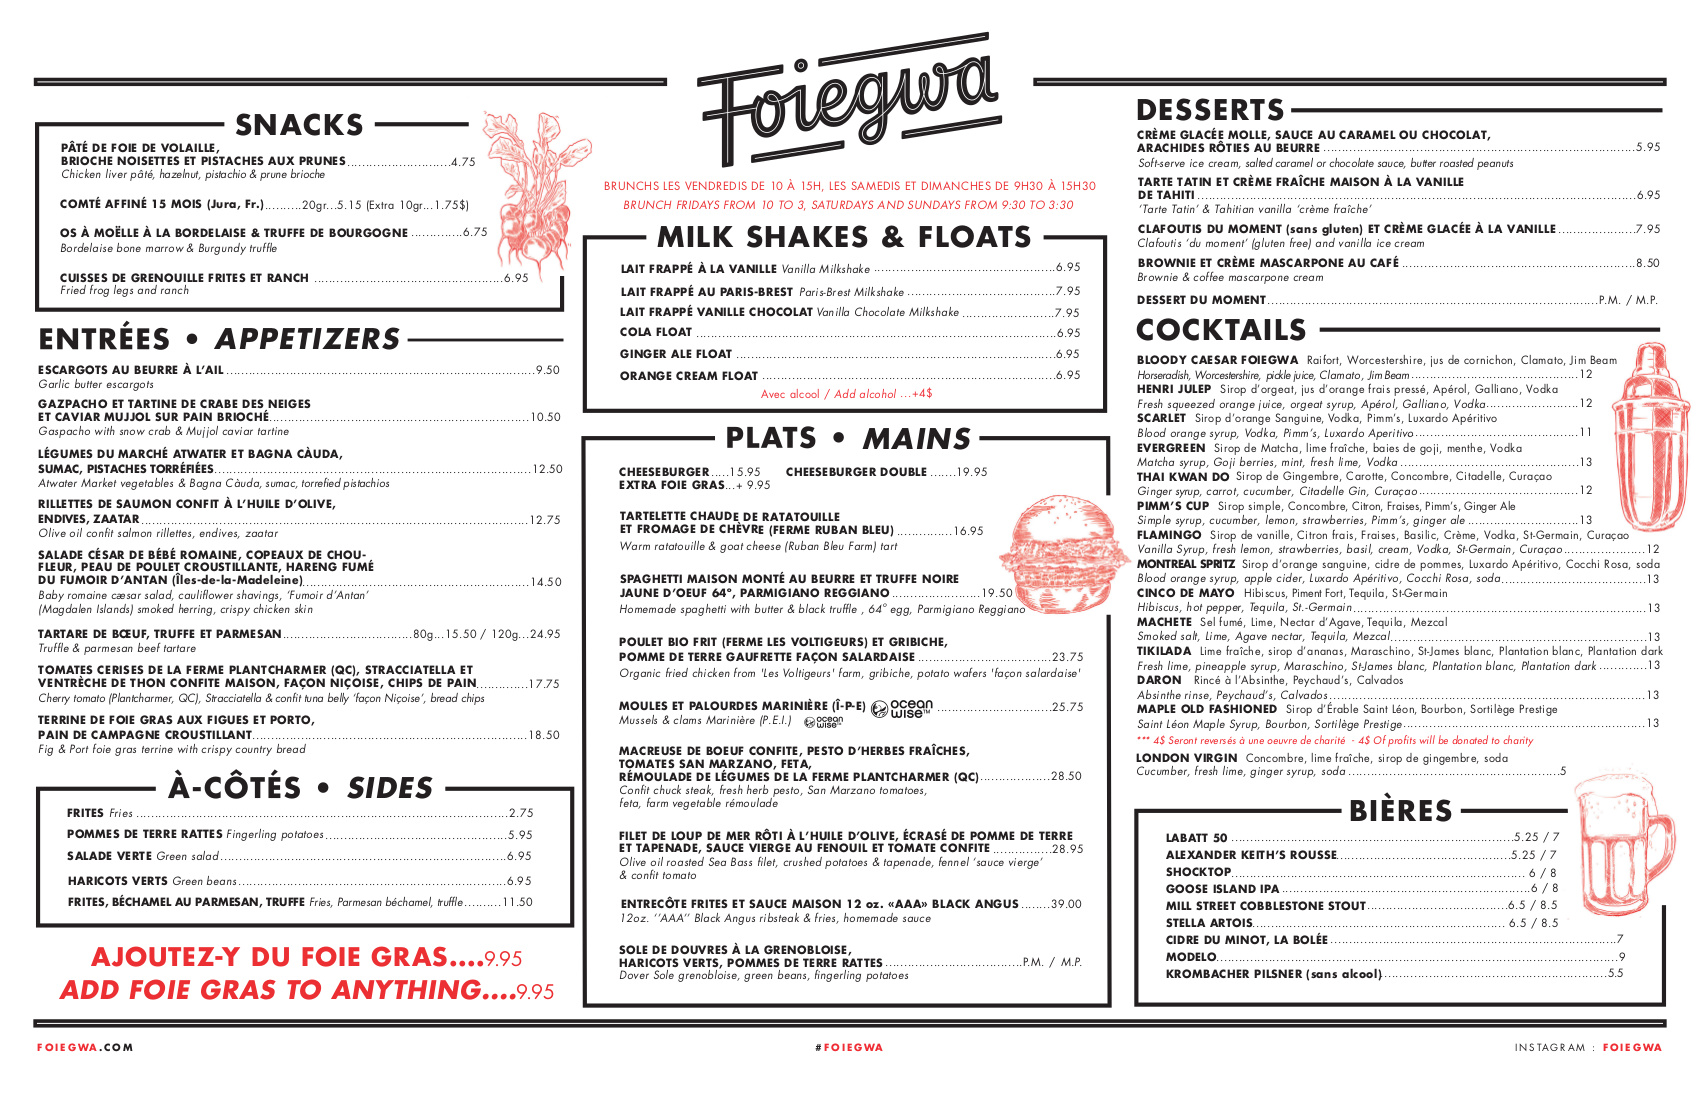 Foiegwa
BRUNCHS LES VENDREDIS DE 10 À 15H, LES SAMEDIS ET DIMANCHES DE 9H30 À 15H30
BRUNCH FRIDAYS FROM 10 TO 3, SATURDAYS AND SUNDAYS FROM 9:30 TO 3:30
SNACKS
PÂTÉ DE FOIE DE VOLAILLE,
BRIOCHE NOISETTES ET PISTACHES AUX PRUNES............................4.75
Chicken liver pâté, hazelnut, pistachio & prune brioche
COMTÉ AFFINÉ 15 MOIS (Jura, Fr.)..........20gr...5.15 (Extra 10gr...1.75$)
OS À MOËLLE À LA BORDELAISE & TRUFFE DE BOURGOGNE ..............6.75
Bordelaise bone marrow & Burgundy truffle
CUISSES DE GRENOUILLE FRITES ET RANCH ...................................................6.95
Fried frog legs and ranch
ENTRÉES • APPETIZERS
ESCARGOTS AU BEURRE À L'AIL ....................................................................................9.50
Garlic butter escargots
GAZPACHO ET TARTINE DE CRABE DES NEIGES
ET CAVIAR MUJJOL SUR PAIN BRIOCHÉ......................................................................10.50
Gaspacho with snow crab & Mujjol caviar tartine
LÉGUMES DU MARCHÉ ATWATER ET BAGNA CÀUDA,
SUMAC, PISTACHES TORRÉFIÉES......................................................................................12.50
Atwater Market vegetables & Bagna Càuda, sumac, torrefied pistachios
RILLETTES DE SAUMON CONFIT À L'HUILE D'OLIVE,
ENDIVES, ZAATAR.........................................................................................................12.75
Olive oil confit salmon rillettes, endives, zaatar
SALADE CÉSAR DE BÉBÉ ROMAINE, COPEAUX DE CHOU-
FLEUR, PEAU DE POULET CROUSTILLANTE, HARENG FUMÉ
DU FUMOIR D'ANTAN (Îles-de-la-Madeleine).............................................................14.50
Baby romaine cæsar salad, cauliflower shavings, 'Fumoir d'Antan'
(Magdalen Islands) smoked herring, crispy chicken skin
TARTARE DE BŒUF, TRUFFE ET PARMESAN...................................80g...15.50 / 120g...24.95
Truffle & parmesan beef tartare
TOMATES CERISES DE LA FERME PLANTCHARMER (QC), STRACCIATELLA ET
VENTRÈCHE DE THON CONFITE MAISON, FAÇON NIÇOISE, CHIPS DE PAIN..............17.75
Cherry tomato (Plantcharmer, QC), Stracciatella & confit tuna belly 'façon Niçoise', bread chips
TERRINE DE FOIE GRAS AUX FIGUES ET PORTO,
PAIN DE CAMPAGNE CROUSTILLANT...........................................................................18.50
Fig & Port foie gras terrine with crispy country bread
À-CÔTÉS • SIDES
FRITES Fries ....................................................................................................2.75
POMMES DE TERRE RATTES Fingerling potatoes.................................................5.95
SALADE VERTE Green salad.............................................................................6.95
HARICOTS VERTS Green beans........................................................................6.95
FRITES, BÉCHAMEL AU PARMESAN, TRUFFE Fries, Parmesan béchamel, truffle..........11.50
AJOUTEZ-Y DU FOIE GRAS....9.95
ADD FOIE GRAS TO ANYTHING....9.95
MILK SHAKES & FLOATS
LAIT FRAPPÉ À LA VANILLE Vanilla Milkshake .................................................6.95
LAIT FRAPPÉ AU PARIS-BREST Paris-Brest Milkshake ........................................7.95
LAIT FRAPPÉ VANILLE CHOCOLAT Vanilla Chocolate Milkshake .........................7.95
COLA FLOAT .................................................................................................6.95
GINGER ALE FLOAT ......................................................................................6.95
ORANGE CREAM FLOAT ...............................................................................6.95
Avec alcool / Add alcohol ...+4$
PLATS • MAINS
CHEESEBURGER.....15.95 CHEESEBURGER DOUBLE .......19.95
EXTRA FOIE GRAS...+ 9.95
TARTELETTE CHAUDE DE RATATOUILLE
ET FROMAGE DE CHÈVRE (FERME RUBAN BLEU) ...............16.95
Warm ratatouille & goat cheese (Ruban Bleu Farm) tart
SPAGHETTI MAISON MONTÉ AU BEURRE ET TRUFFE NOIRE
JAUNE D'OEUF 64°, PARMIGIANO REGGIANO ........................19.50
Homemade spaghetti with butter & black truffle , 64° egg, Parmigiano Reggiano
POULET BIO FRIT (FERME LES VOLTIGEURS) ET GRIBICHE,
POMME DE TERRE GAUFRETTE FAÇON SALARDAISE ....................................23.75
Organic fried chicken from 'Les Voltigeurs' farm, gribiche, potato wafers 'façon salardaise'
MOULES ET PALOURDES MARINIÈRE (Î-P-E) ocean wise™ ...............................25.75
Mussels & clams Marinière (P.E.I.) ocean wise™
MACREUSE DE BOEUF CONFITE, PESTO D'HERBES FRAÎCHES,
TOMATES SAN MARZANO, FETA,
RÉMOULADE DE LÉGUMES DE LA FERME PLANTCHARMER (QC)...................28.50
Confit chuck steak, fresh herb pesto, San Marzano tomatoes,
feta, farm vegetable rémoulade
FILET DE LOUP DE MER RÔTI À L'HUILE D'OLIVE, ÉCRASÉ DE POMME DE TERRE
ET TAPENADE, SAUCE VIERGE AU FENOUIL ET TOMATE CONFITE ................28.95
Olive oil roasted Sea Bass filet, crushed potatoes & tapenade, fennel 'sauce vierge'
& confit tomato
ENTRECÔTE FRITES ET SAUCE MAISON 12 oz. «AAA» BLACK ANGUS ........39.00
12oz. ''AAA'' Black Angus ribsteak & fries, homemade sauce
SOLE DE DOUVRES À LA GRENOBLOISE,
HARICOTS VERTS, POMMES DE TERRE RATTES .....................................P.M. / M.P.
Dover Sole grenobloise, green beans, fingerling potatoes
DESSERTS
CRÈME GLACÉE MOLLE, SAUCE AU CARAMEL OU CHOCOLAT,
ARACHIDES RÔTIES AU BEURRE .....................................................................................5.95
Soft-serve ice cream, salted caramel or chocolate sauce, butter roasted peanuts
TARTE TATIN ET CRÈME FRAÎCHE MAISON À LA VANILLE
DE TAHITI .......................................................................................................................6.95
'Tarte Tatin' & Tahitian vanilla 'crème fraîche'
CLAFOUTIS DU MOMENT (sans gluten) ET CRÈME GLACÉE À LA VANILLE .....................7.95
Clafoutis 'du moment' (gluten free) and vanilla ice cream
BROWNIE ET CRÈME MASCARPONE AU CAFÉ ...............................................................8.50
Brownie & coffee mascarpone cream
DESSERT DU MOMENT.........................................................................................P.M. / M.P.
COCKTAILS
BLOODY CAESAR FOIEGWA Raifort, Worcestershire, jus de cornichon, Clamato, Jim Beam
Horseradish, Worcestershire, pickle juice, Clamato, Jim Beam.............................................12
HENRI JULEP Sirop d'orgeat, jus d'orange frais pressé, Apérol, Galliano, Vodka
Fresh squeezed orange juice, orgeat syrup, Apérol, Galliano, Vodka.........................12
SCARLET Sirop d'orange Sanguine, Vodka, Pimm's, Luxardo Apéritivo
Blood orange syrup, Vodka, Pimm's, Luxardo Aperitivo............................................11
EVERGREEN Sirop de Matcha, lime fraîche, baies de goji, menthe, Vodka
Matcha syrup, Goji berries, mint, fresh lime, Vodka ................................................13
THAI KWAN DO Sirop de Gingembre, Carotte, Concombre, Citadelle, Curaçao
Ginger syrup, carrot, cucumber, Citadelle Gin, Curaçao...........................................12
PIMM'S CUP Sirop simple, Concombre, Citron, Fraises, Pimm's, Ginger Ale
Simple syrup, cucumber, lemon, strawberries, Pimm's, ginger ale ..............................13
FLAMINGO Sirop de vanille, Citron frais, Fraises, Basilic, Crème, Vodka, St-Germain, Curaçao
Vanilla Syrup, fresh lemon, strawberries, basil, cream, Vodka, St-Germain, Curaçao......................12
MONTREAL SPRITZ Sirop d'orange sanguine, cidre de pommes, Luxardo Apéritivo, Cocchi Rosa, soda
Blood orange syrup, apple cider, Luxardo Apéritivo, Cocchi Rosa, soda.......................................13
CINCO DE MAYO Hibiscus, Piment Fort, Tequila, St-Germain
Hibiscus, hot pepper, Tequila, St.-Germain...............................................................................13
MACHETE Sel fumé, Lime, Nectar d'Agave, Tequila, Mezcal
Smoked salt, Lime, Agave nectar, Tequila, Mezcal.....................................................................13
TIKILADA Lime fraîche, sirop d'ananas, Maraschino, St-James blanc, Plantation blanc, Plantation dark
Fresh lime, pineapple syrup, Maraschino, St-James blanc, Plantation blanc, Plantation dark .............13
DARON Rincé à l'Absinthe, Peychaud's, Calvados
Absinthe rinse, Peychaud's, Calvados.....................................................................................13
MAPLE OLD FASHIONED Sirop d'Érable Saint Léon, Bourbon, Sortilège Prestige
Saint Léon Maple Syrup, Bourbon, Sortilège Prestige.................................................................13
*** 4$ Seront reversés à une oeuvre de charité - 4$ Of profits will be donated to charity
LONDON VIRGIN Concombre, lime fraîche, sirop de gingembre, soda
Cucumber, fresh lime, ginger syrup, soda .........................................................5
BIÈRES
LABATT 50 ............................................................................5.25 / 7
ALEXANDER KEITH'S ROUSSE...............................................5.25 / 7
SHOCKTOP............................................................................... 6 / 8
GOOSE ISLAND IPA ...................................................................6 / 8
MILL STREET COBBLESTONE STOUT......................................6.5 / 8.5
STELLA ARTOIS.................................................................... 6.5 / 8.5
CIDRE DU MINOT, LA BOLÉE .............................................................................7
MODELO............................................................................................................9
KROMBACHER PILSNER (sans alcool)............................................................5.5
FOIEGWA.COM
#FOIEGWA
INSTAGRAM : FOIEGWA